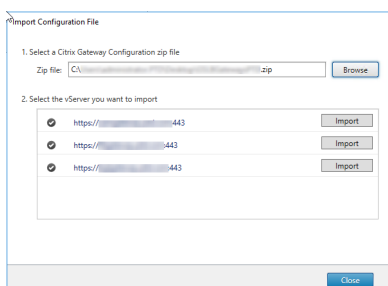 Import Configuration File
1. Select a Citrix Gateway Configuration zip file
Zip file: C:\ .zip Browse
2. Select the vServer you want to import
https:// 443 Import
https:// :443 Import
https:// 443 Import
Close